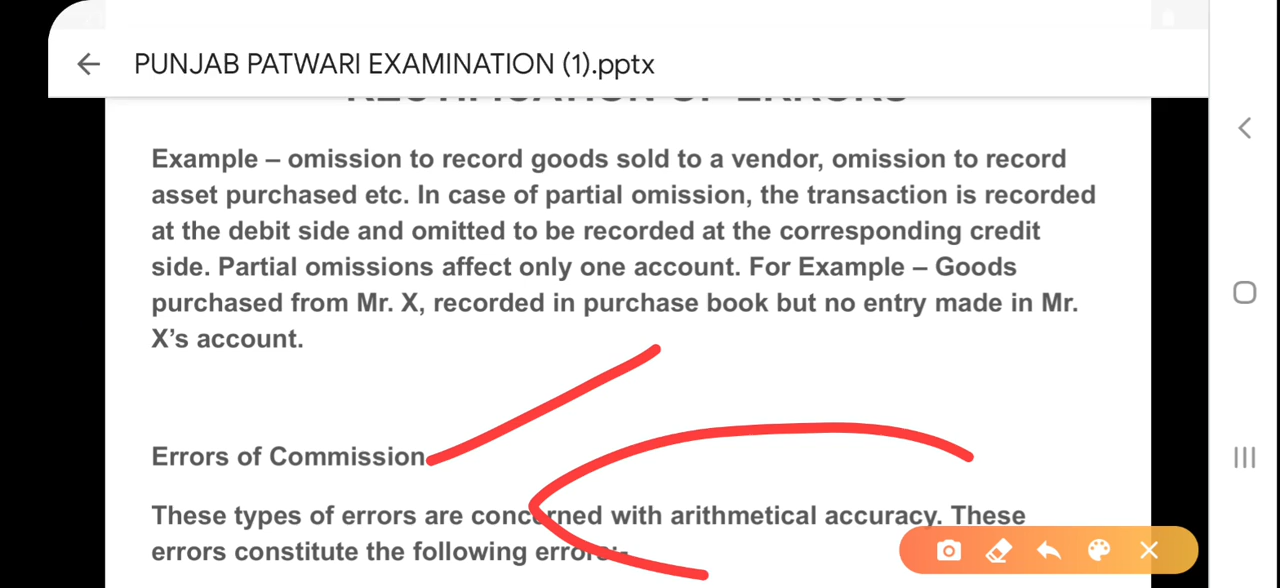 PUNJAB PATWARI EXAMINATION (1).pptx
RECTIFICATION OF ERRORS
Example – omission to record goods sold to a vendor, omission to record
asset purchased etc. In case of partial omission, the transaction is recorded
at the debit side and omitted to be recorded at the corresponding credit
side. Partial omissions affect only one account. For Example – Goods
purchased from Mr. X, recorded in purchase book but no entry made in Mr.
X’s account.
Errors of Commission
These types of errors are concerned with arithmetical accuracy. These
errors constitute the following errors:-